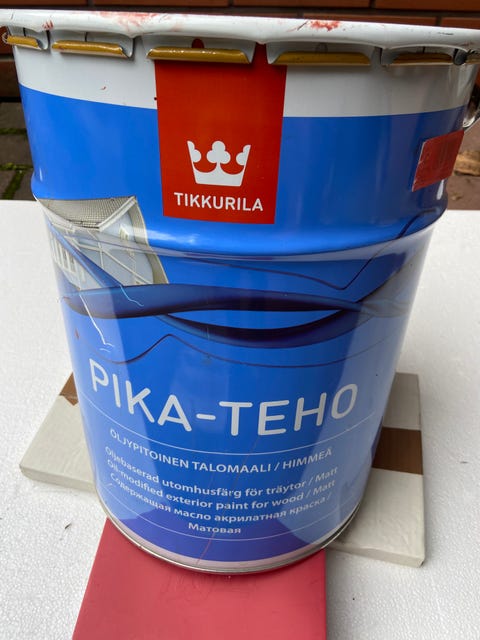 TIKKURILA
PIKA-TEHO
ÖLJYPITOINEN TALOMAALI / HIMMEÄ
Oljebaserad utomhusfärg för träytor / Matt
Oil-modified exterior paint for wood / Matt
Содержащая масло акрилатная краска /
Матовая